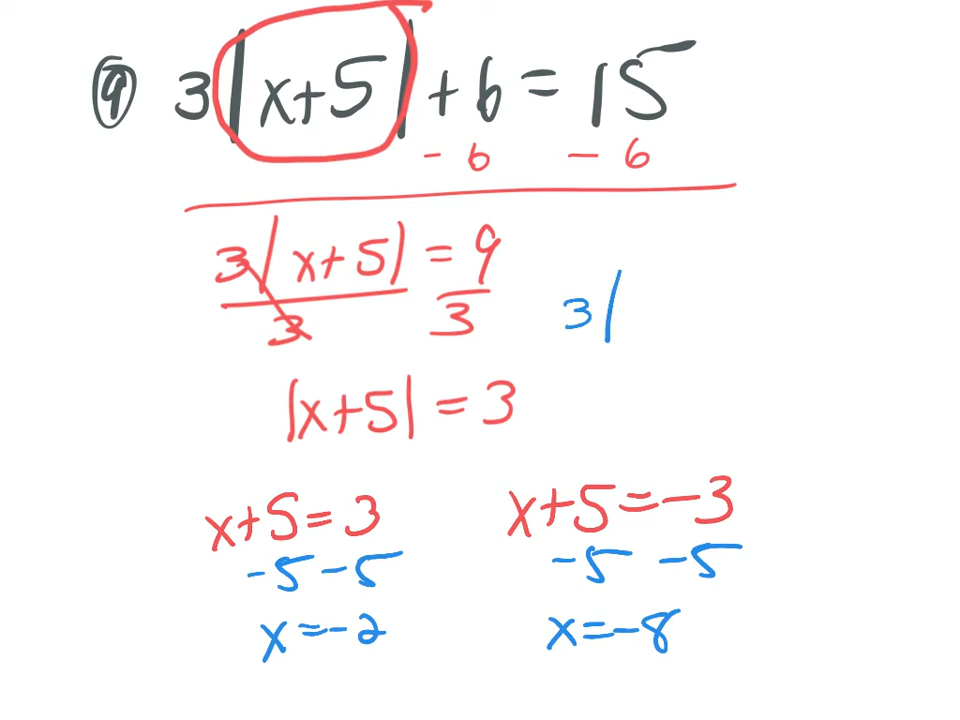 9 3|x+5|+6=15
-6 -6
3|x+5| = 9
3 3
3|
|x+5| = 3
x+5=3 x+5=-3
-5 -5 -5 -5
x=-2 x=-8